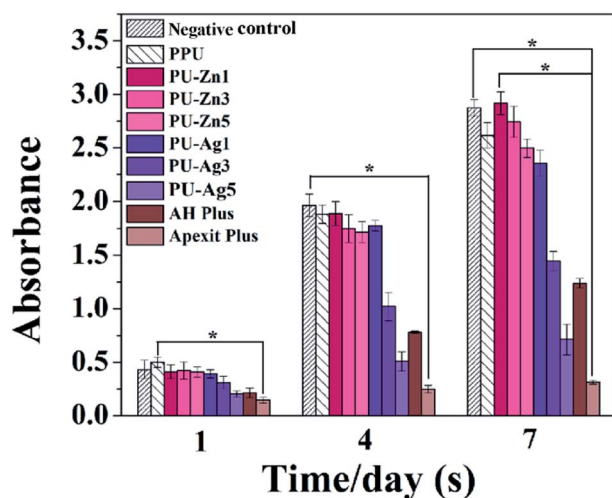 Absorbance
3.5
3.0
2.5
2.0
1.5
1.0
0.5
0.0
Negative control
PPU
PU-Zn1
PU-Zn3
PU-Zn5
PU-Ag1
PU-Ag3
PU-Ag5
AH Plus
Apexit Plus
*
*
*
*
1 4 7
Time/day (s)